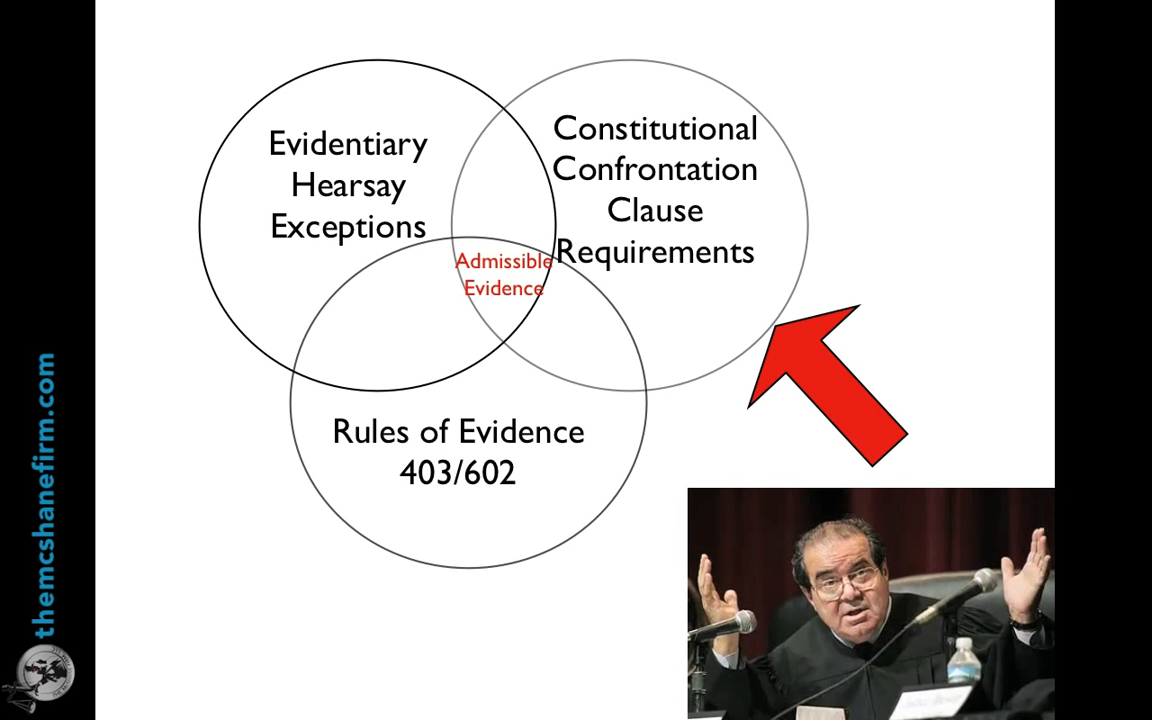 Evidentiary
Hearsay
Exceptions
Constitutional
Confrontation
Clause
Requirements
Admissible
Evidence
Rules of Evidence
403/602
themcshanefirm.com